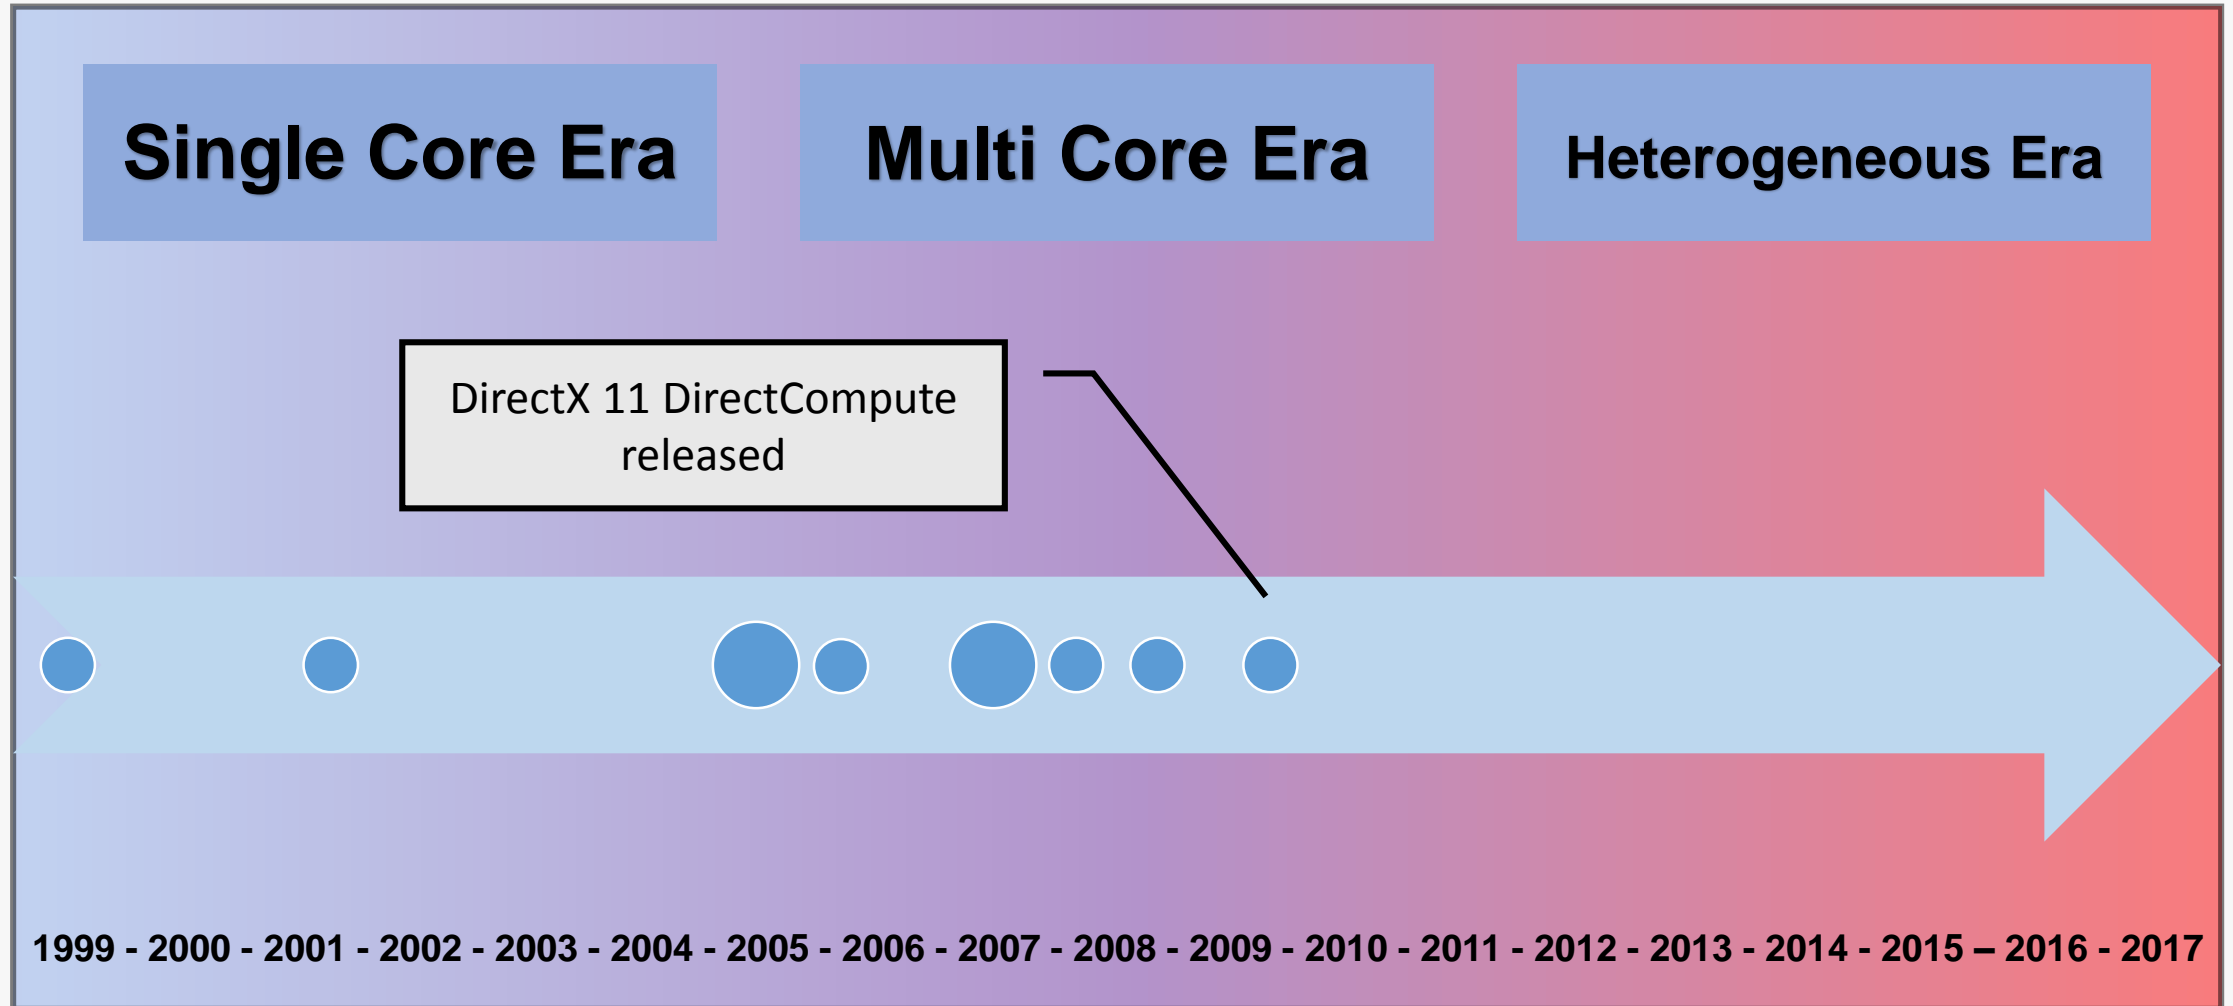 Single Core Era
Multi Core Era
Heterogeneous Era
DirectX 11 DirectCompute
released
1999 - 2000 - 2001 - 2002 - 2003 - 2004 - 2005 - 2006 - 2007 - 2008 - 2009 - 2010 - 2011 - 2012 - 2013 - 2014 - 2015 – 2016 - 2017